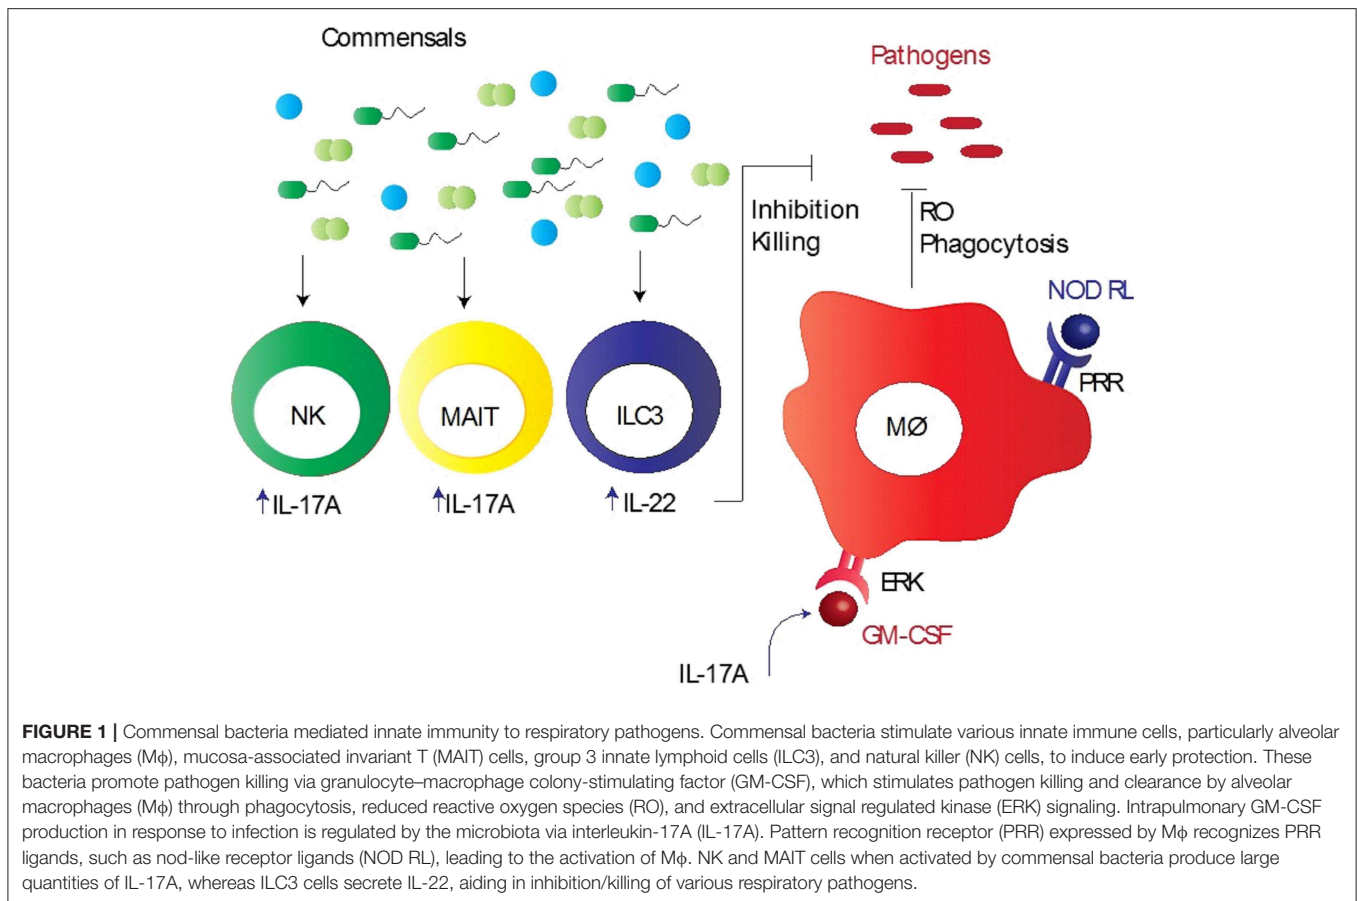 Commensals
Pathogens
Inhibition
Killing
RO
Phagocytosis
NOD RL
PRR
NK
MAIT
ILC3
MØ
IL-17A
IL-17A
IL-22
ERK
GM-CSF
IL-17A
FIGURE 1 | Commensal bacteria mediated innate immunity to respiratory pathogens. Commensal bacteria stimulate various innate immune cells, particularly alveolar
macrophages (Mϕ), mucosa-associated invariant T (MAIT) cells, group 3 innate lymphoid cells (ILC3), and natural killer (NK) cells, to induce early protection. These
bacteria promote pathogen killing via granulocyte–macrophage colony-stimulating factor (GM-CSF), which stimulates pathogen killing and clearance by alveolar
macrophages (Mϕ) through phagocytosis, reduced reactive oxygen species (RO), and extracellular signal regulated kinase (ERK) signaling. Intrapulmonary GM-CSF
production in response to infection is regulated by the microbiota via interleukin-17A (IL-17A). Pattern recognition receptor (PRR) expressed by Mϕ recognizes PRR
ligands, such as nod-like receptor ligands (NOD RL), leading to the activation of Mϕ. NK and MAIT cells when activated by commensal bacteria produce large
quantities of IL-17A, whereas ILC3 cells secrete IL-22, aiding in inhibition/killing of various respiratory pathogens.